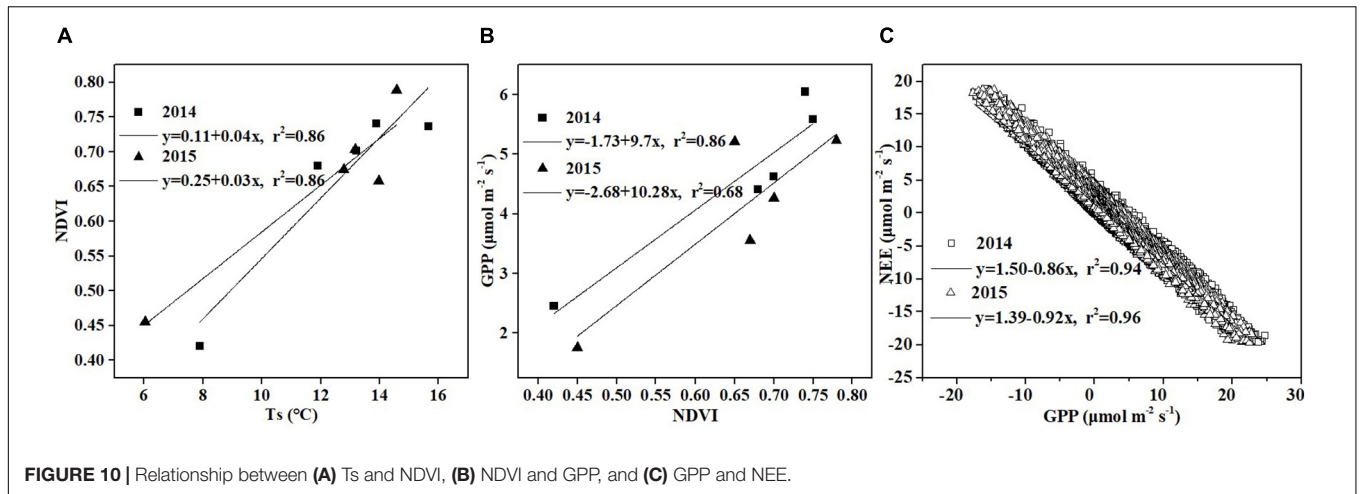 A
NDVI
0.80
0.75
0.70
0.65
0.60
0.55
0.50
0.45
0.40
2014
y=0.11+0.04x, r²=0.86
2015
y=0.25+0.03x, r²=0.86
6 8 10 12 14 16
Ts (°C)
B
GPP (μmol m⁻² s⁻¹)
6
5
4
3
2
2014
y=-1.73+9.7x, r²=0.86
2015
y=-2.68+10.28x, r²=0.68
0.40 0.45 0.50 0.55 0.60 0.65 0.70 0.75 0.80
NDVI
C
NEE (μmol m⁻² s⁻¹)
20
15
10
5
0
-5
-10
-15
-20
-25
2014
y=1.50-0.86x, r²=0.94
2015
y=1.39-0.92x, r²=0.96
-20 -10 0 10 20 30
GPP (μmol m⁻² s⁻¹)
FIGURE 10 | Relationship between (A) Ts and NDVI, (B) NDVI and GPP, and (C) GPP and NEE.